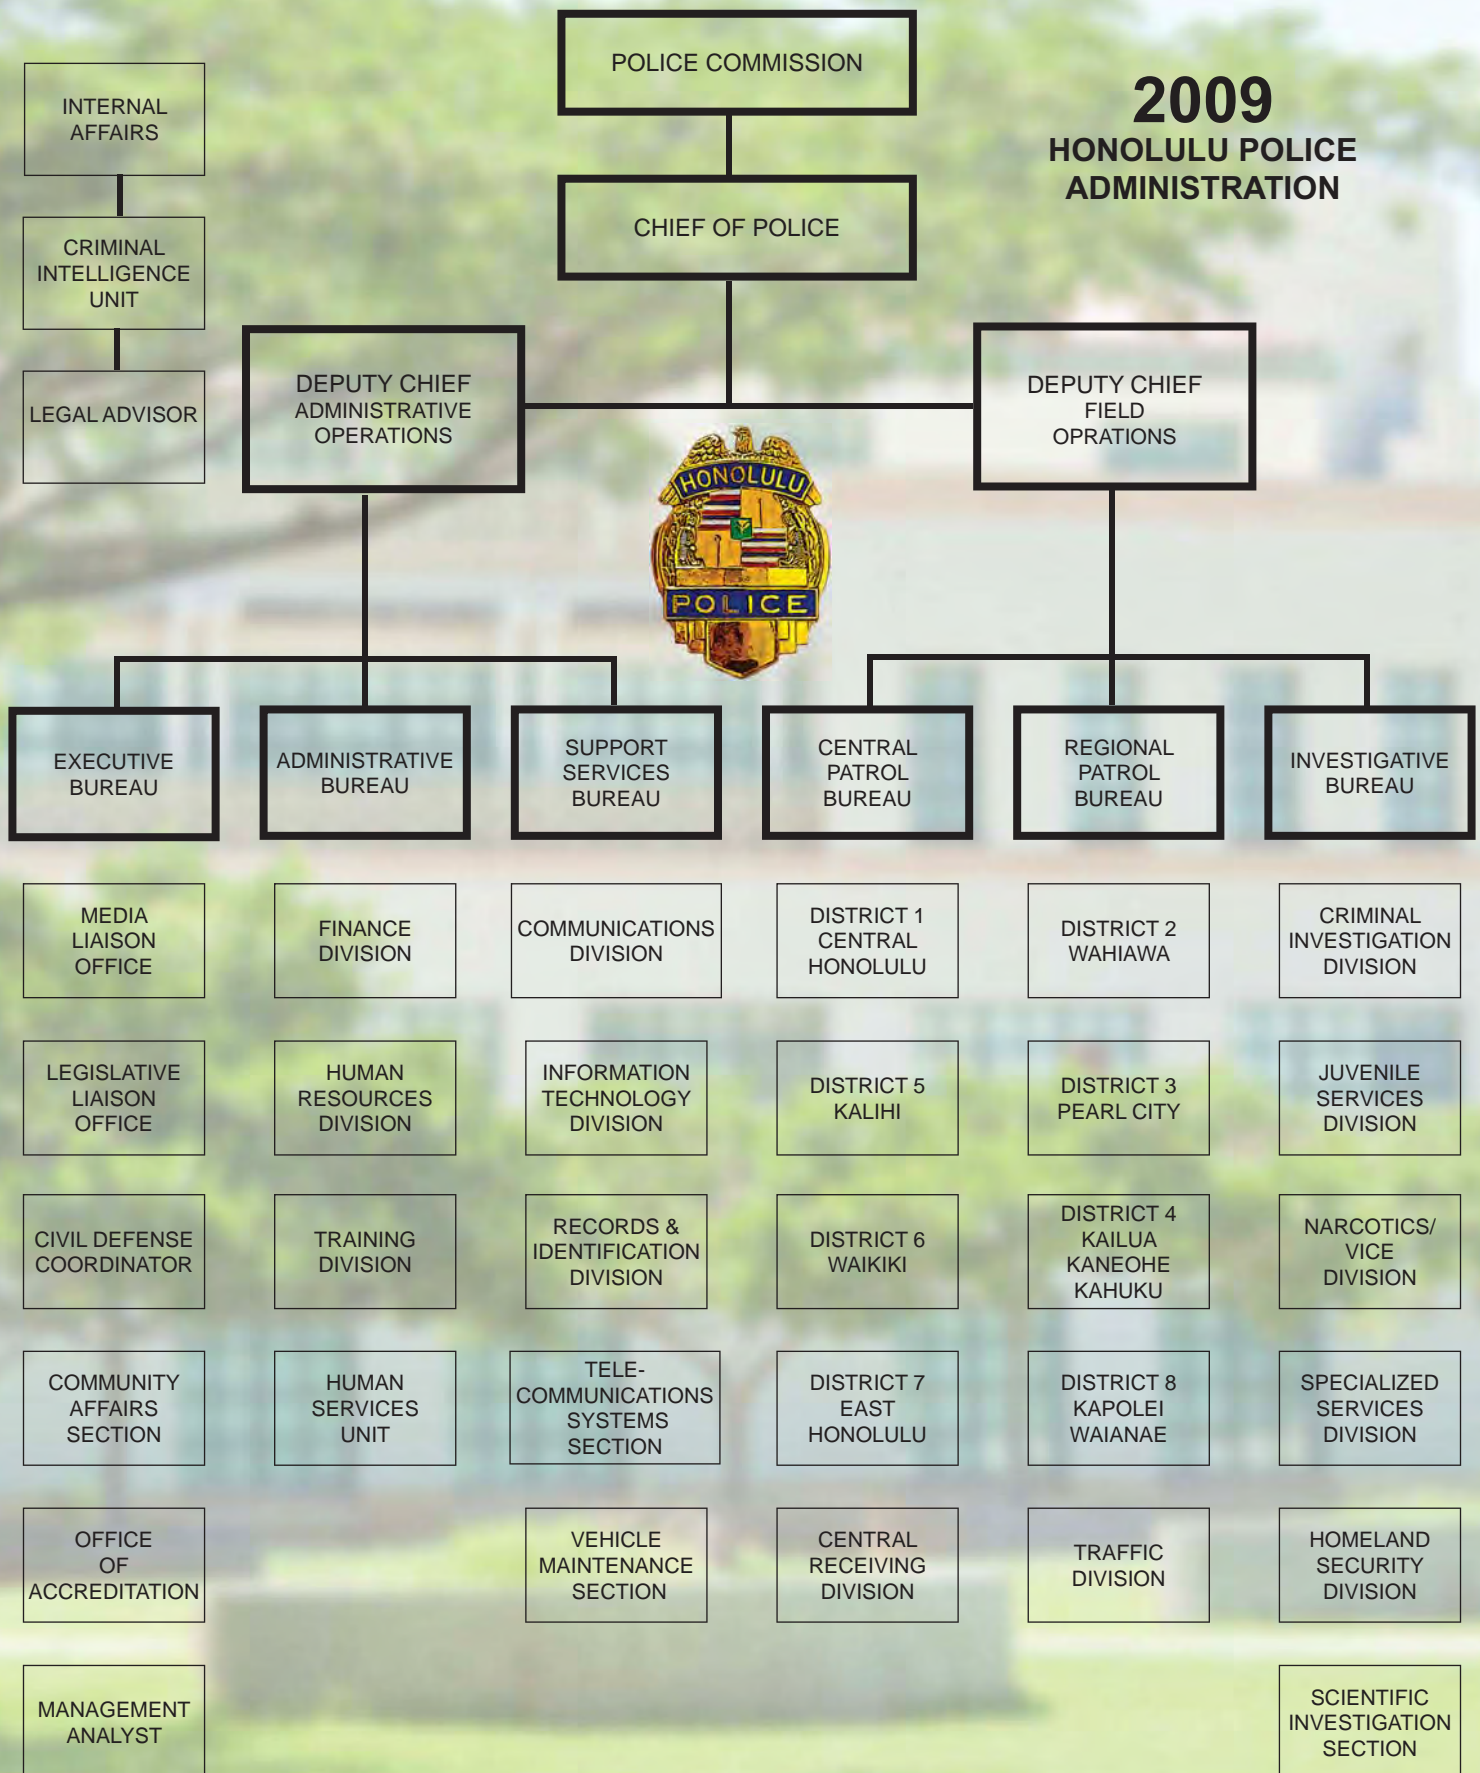 POLICE COMMISSION
2009
HONOLULU POLICE
ADMINISTRATION
INTERNAL
AFFAIRS
CHIEF OF POLICE
CRIMINAL
INTELLIGENCE
UNIT
LEGAL ADVISOR
DEPUTY CHIEF
ADMINISTRATIVE
OPERATIONS
DEPUTY CHIEF
FIELD
OPRATIONS
HONOLULU
POLICE
EXECUTIVE
BUREAU
ADMINISTRATIVE
BUREAU
SUPPORT
SERVICES
BUREAU
CENTRAL
PATROL
BUREAU
REGIONAL
PATROL
BUREAU
INVESTIGATIVE
BUREAU
MEDIA
LIAISON
OFFICE
FINANCE
DIVISION
COMMUNICATIONS
DIVISION
DISTRICT 1
CENTRAL
HONOLULU
DISTRICT 2
WAHIAWA
CRIMINAL
INVESTIGATION
DIVISION
LEGISLATIVE
LIAISON
OFFICE
HUMAN
RESOURCES
DIVISION
INFORMATION
TECHNOLOGY
DIVISION
DISTRICT 5
KALIHI
DISTRICT 3
PEARL CITY
JUVENILE
SERVICES
DIVISION
CIVIL DEFENSE
COORDINATOR
TRAINING
DIVISION
RECORDS &
IDENTIFICATION
DIVISION
DISTRICT 6
WAIKIKI
DISTRICT 4
KAILUA
KANEOHE
KAHUKU
NARCOTICS/
VICE
DIVISION
COMMUNITY
AFFAIRS
SECTION
HUMAN
SERVICES
UNIT
TELE-
COMMUNICATIONS
SYSTEMS
SECTION
DISTRICT 7
EAST
HONOLULU
DISTRICT 8
KAPOLEI
WAIANAE
SPECIALIZED
SERVICES
DIVISION
OFFICE
OF
ACCREDITATION
VEHICLE
MAINTENANCE
SECTION
CENTRAL
RECEIVING
DIVISION
TRAFFIC
DIVISION
HOMELAND
SECURITY
DIVISION
MANAGEMENT
ANALYST
SCIENTIFIC
INVESTIGATION
SECTION